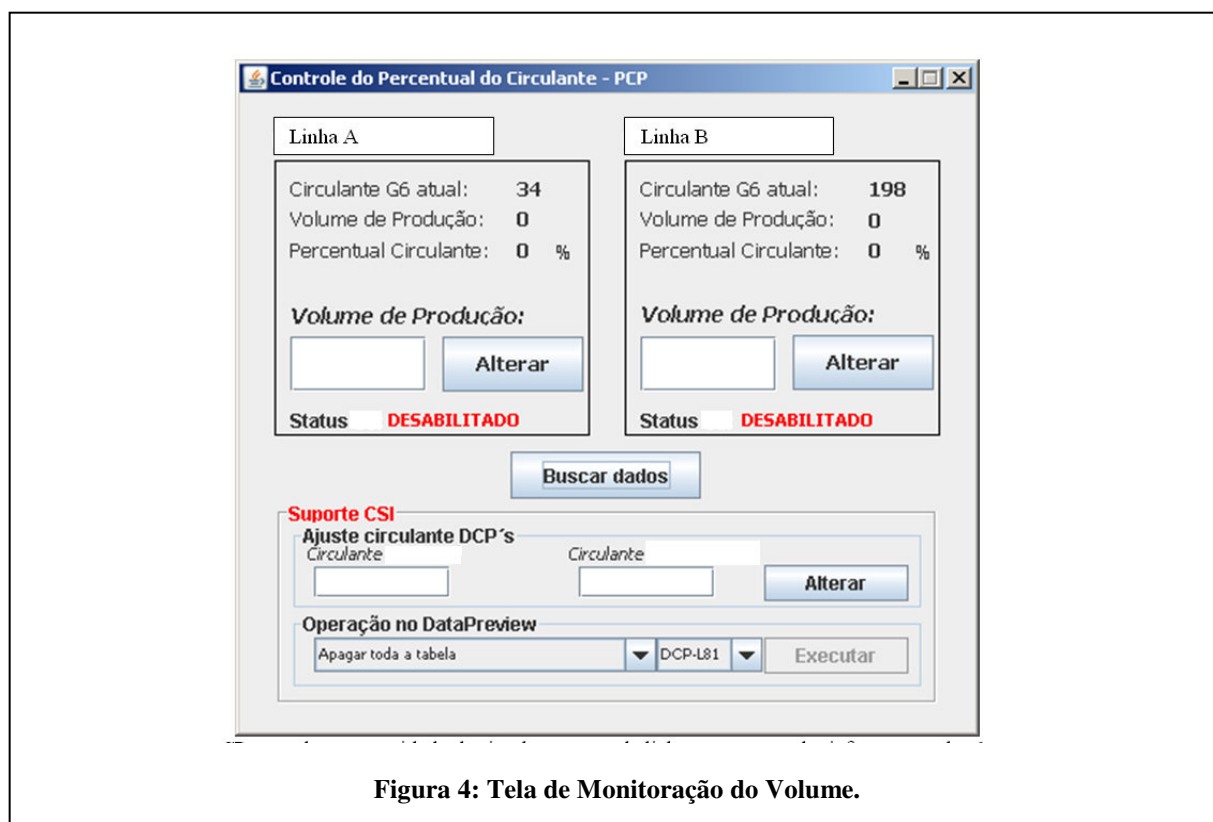 Controle do Percentual do Circulante - PCP
Linha A
Circulante G6 atual: 34
Volume de Produção: 0
Percentual Circulante: 0 %
Volume de Produção:
Alterar
Status DESABILITADO
Linha B
Circulante G6 atual: 198
Volume de Produção: 0
Percentual Circulante: 0 %
Volume de Produção:
Alterar
Status DESABILITADO
Buscar dados
Suporte CSI
Ajuste circulante DCP´s
Circulante
Circulante
Alterar
Operação no DataPreview
Apagar toda a tabela
DCP-L81
Executar
Figura 4: Tela de Monitoração do Volume.